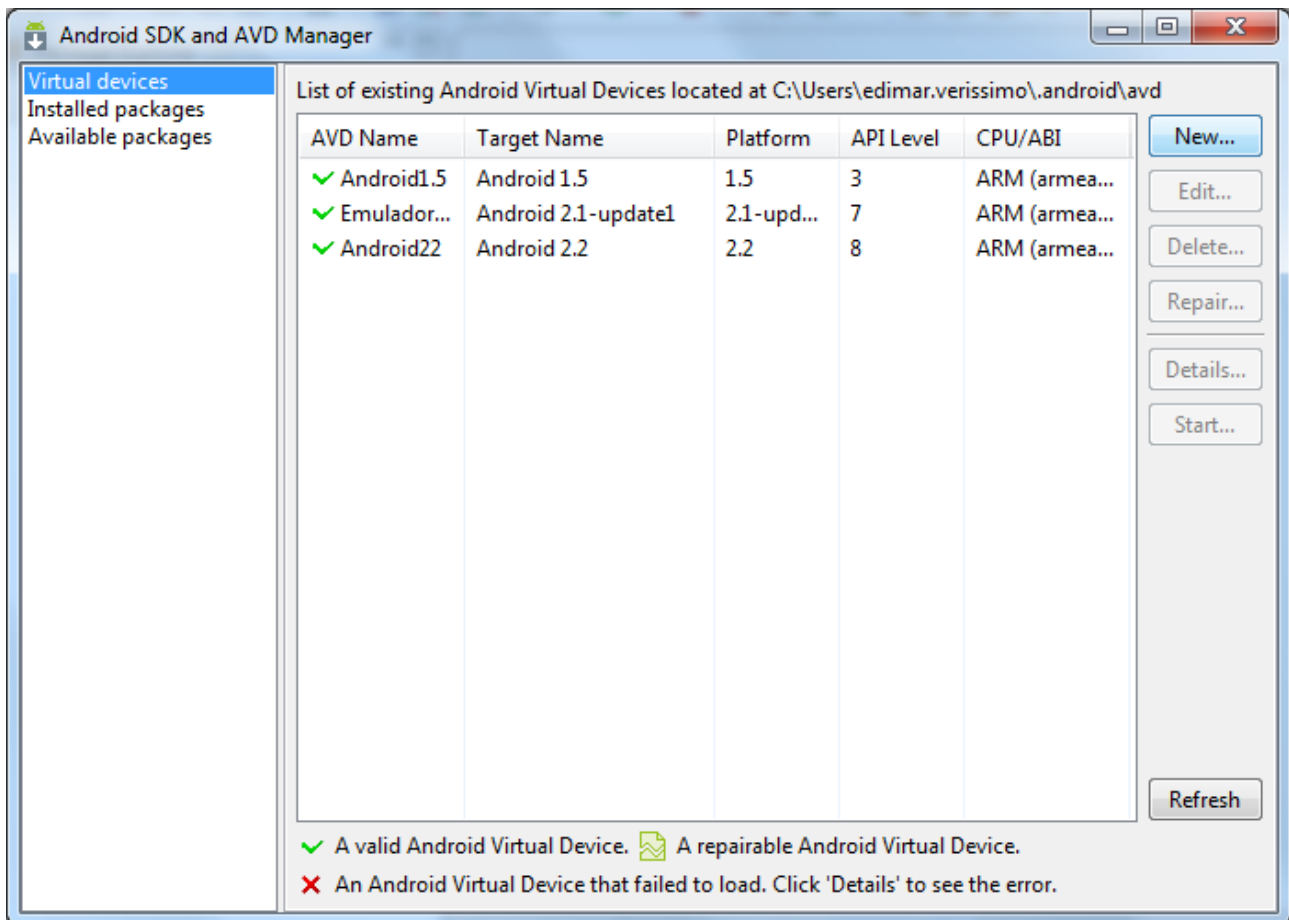 Android SDK and AVD Manager
Virtual devices
Installed packages
Available packages
List of existing Android Virtual Devices located at C:\Users\edimar.verissimo\.android\avd
AVD Name Target Name Platform API Level CPU/ABI
Android1.5 Android 1.5 1.5 3 ARM (armea...
Emulador... Android 2.1-update1 2.1-upd... 7 ARM (armea...
Android22 Android 2.2 2.2 8 ARM (armea...
New...
Edit...
Delete...
Repair...
Details...
Start...
Refresh
A valid Android Virtual Device. A repairable Android Virtual Device.
An Android Virtual Device that failed to load. Click 'Details' to see the error.